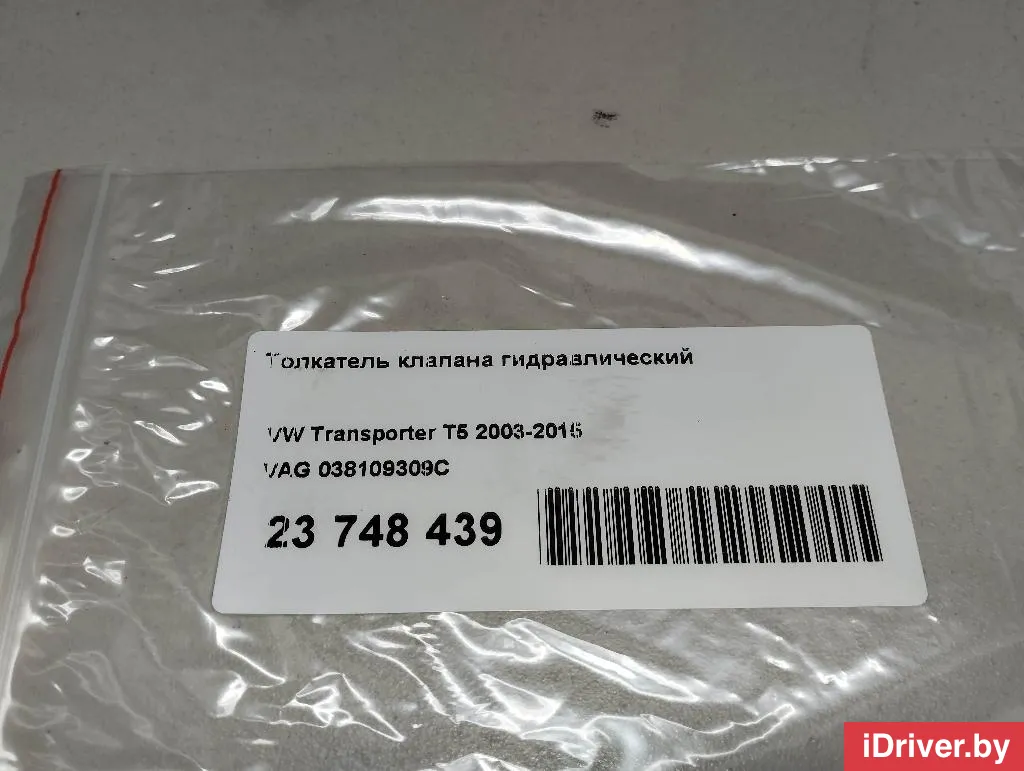 Толкатель клапана гидравлический
VW Transporter T5 2003-2015
VAG 038109309C
23 748 439
iDriver.by